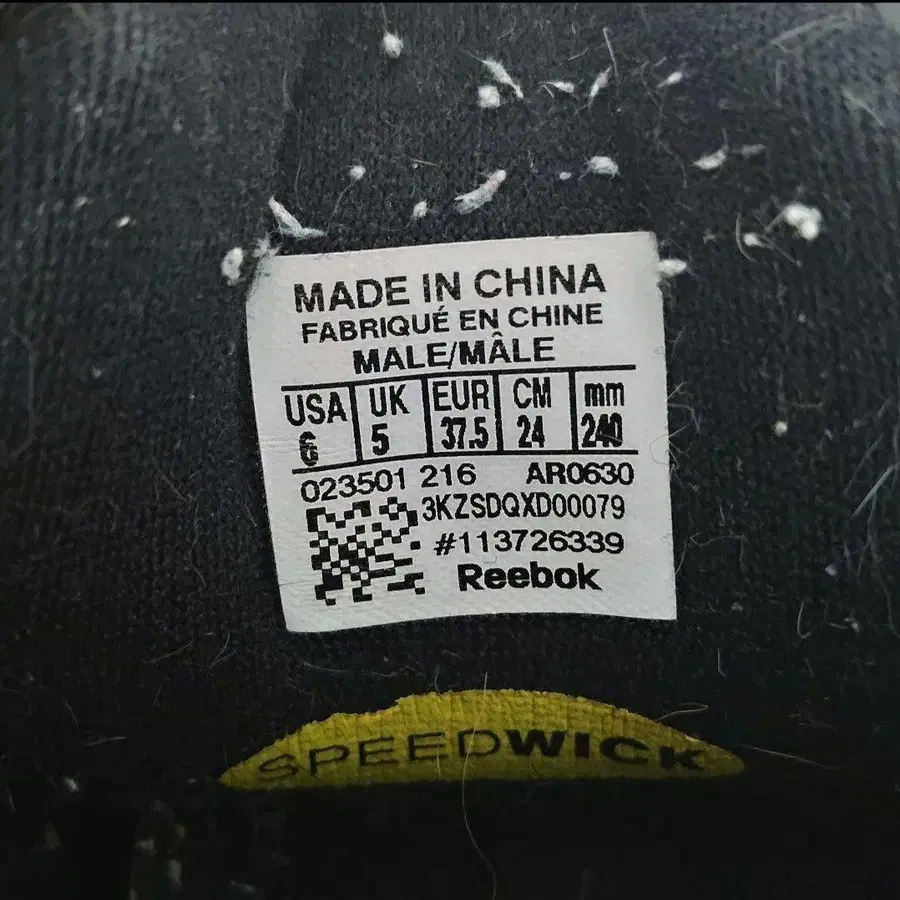 MADE IN CHINA
FABRIQUÉ EN CHINE
MALE/MÂLE
USA UK EUR CM mm
6 5 37.5 24 240
023501 216 AR0630
3KZSDQXD00079
#113726339
Reebok
SPEEDWICK